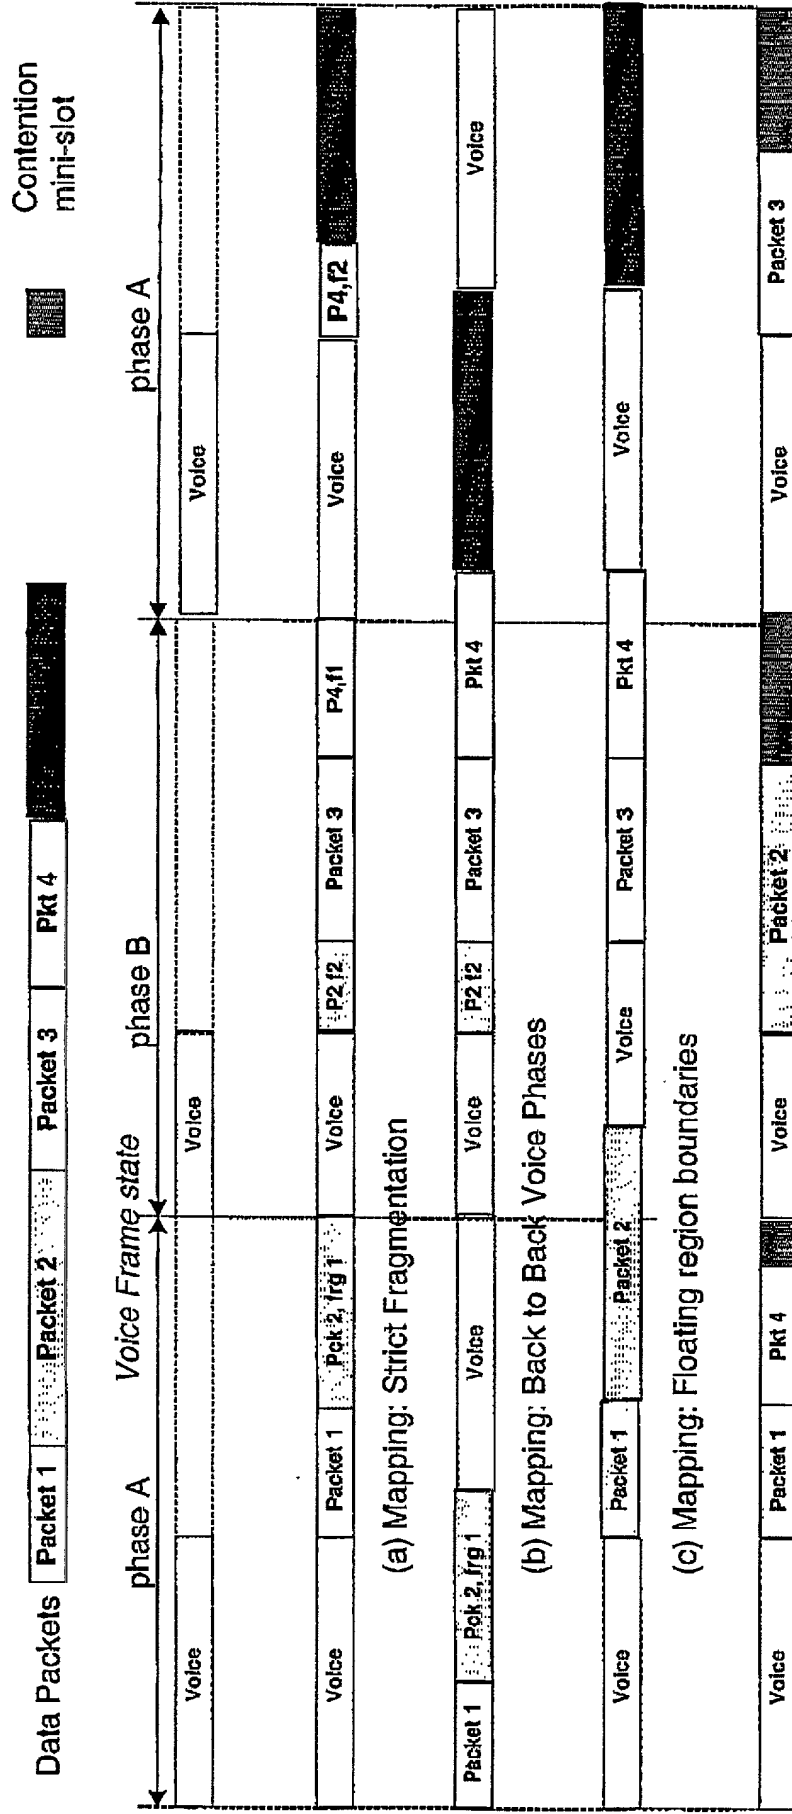 Data Packets
Packet 1
Packet 2
Packet 3
Pkt 4
Contention
mini-slot
phase A
Voice Frame state
phase B
phase A
Voice
Voice
Voice
Voice
Packet 1
Pck 2, frg 1
Voice
P2 f2
Packet 3
P4,f1
Voice
P4,f2
(a) Mapping: Strict Fragmentation
Packet 1
Pck 2, frg 1
Voice
Voice
P2 f2
Packet 3
Pkt 4
Voice
(b) Mapping: Back to Back Voice Phases
Voice
Packet 1
Packet 2
Voice
Packet 3
Pkt 4
Voice
(c) Mapping: Floating region boundaries
Voice
Packet 1
Pkt 4
Voice
Packet 2
Voice
Packet 3